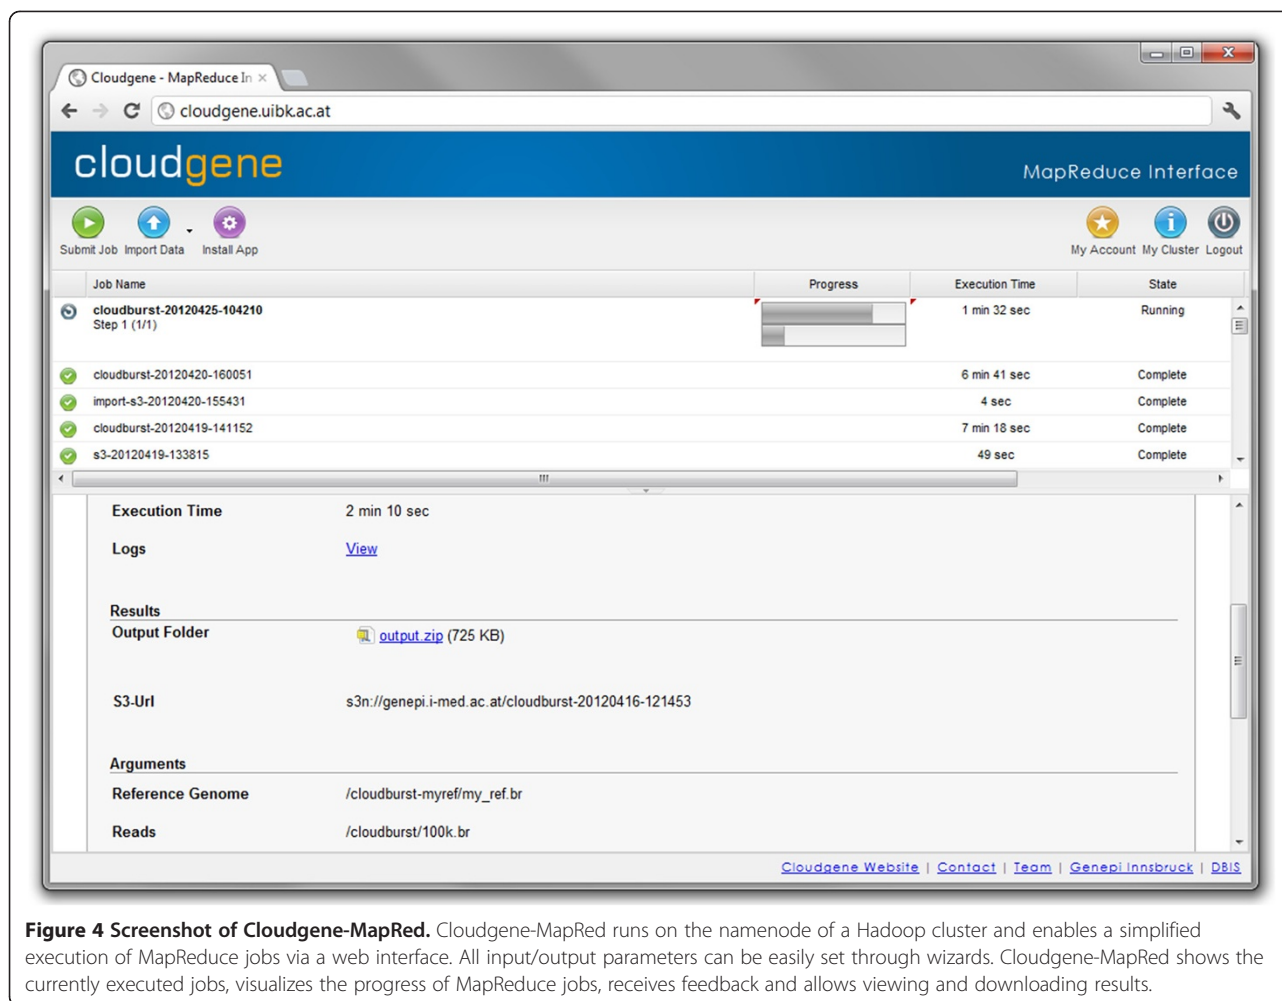 Cloudgene - MapReduce In
cloudgene.uibk.ac.at
cloudgene
MapReduce Interface
Submit Job Import Data Install App My Account My Cluster Logout
Job Name Progress Execution Time State
cloudburst-20120425-104210 1 min 32 sec Running
Step 1 (1/1)
cloudburst-20120420-160051 6 min 41 sec Complete
import-s3-20120420-155431 4 sec Complete
cloudburst-20120419-141152 7 min 18 sec Complete
s3-20120419-133815 49 sec Complete
Execution Time 2 min 10 sec
Logs View
Results
Output Folder output.zip (725 KB)
S3-Url s3n://genepi.i-med.ac.at/cloudburst-20120416-121453
Arguments
Reference Genome /cloudburst-myref/my_ref.br
Reads /cloudburst/100k.br
Cloudgene Website | Contact | Team | Genepi Innsbruck | DBIS
Figure 4 Screenshot of Cloudgene-MapRed. Cloudgene-MapRed runs on the namenode of a Hadoop cluster and enables a simplified
execution of MapReduce jobs via a web interface. All input/output parameters can be easily set through wizards. Cloudgene-MapRed shows the
currently executed jobs, visualizes the progress of MapReduce jobs, receives feedback and allows viewing and downloading results.